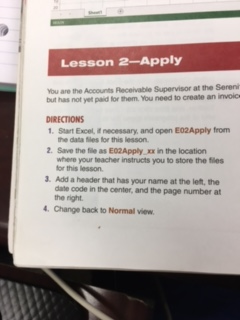 Sheet1
Lesson 2—Apply
You are the Accounts Receivable Supervisor at the Sereni
but has not yet paid for them. You need to create an invoic
DIRECTIONS
1. Start Excel, if necessary, and open E02Apply from
the data files for this lesson.
2. Save the file as E02Apply_xx in the location
where your teacher instructs you to store the files
for this lesson.
3. Add a header that has your name at the left, the
date code in the center, and the page number at
the right.
4. Change back to Normal view.